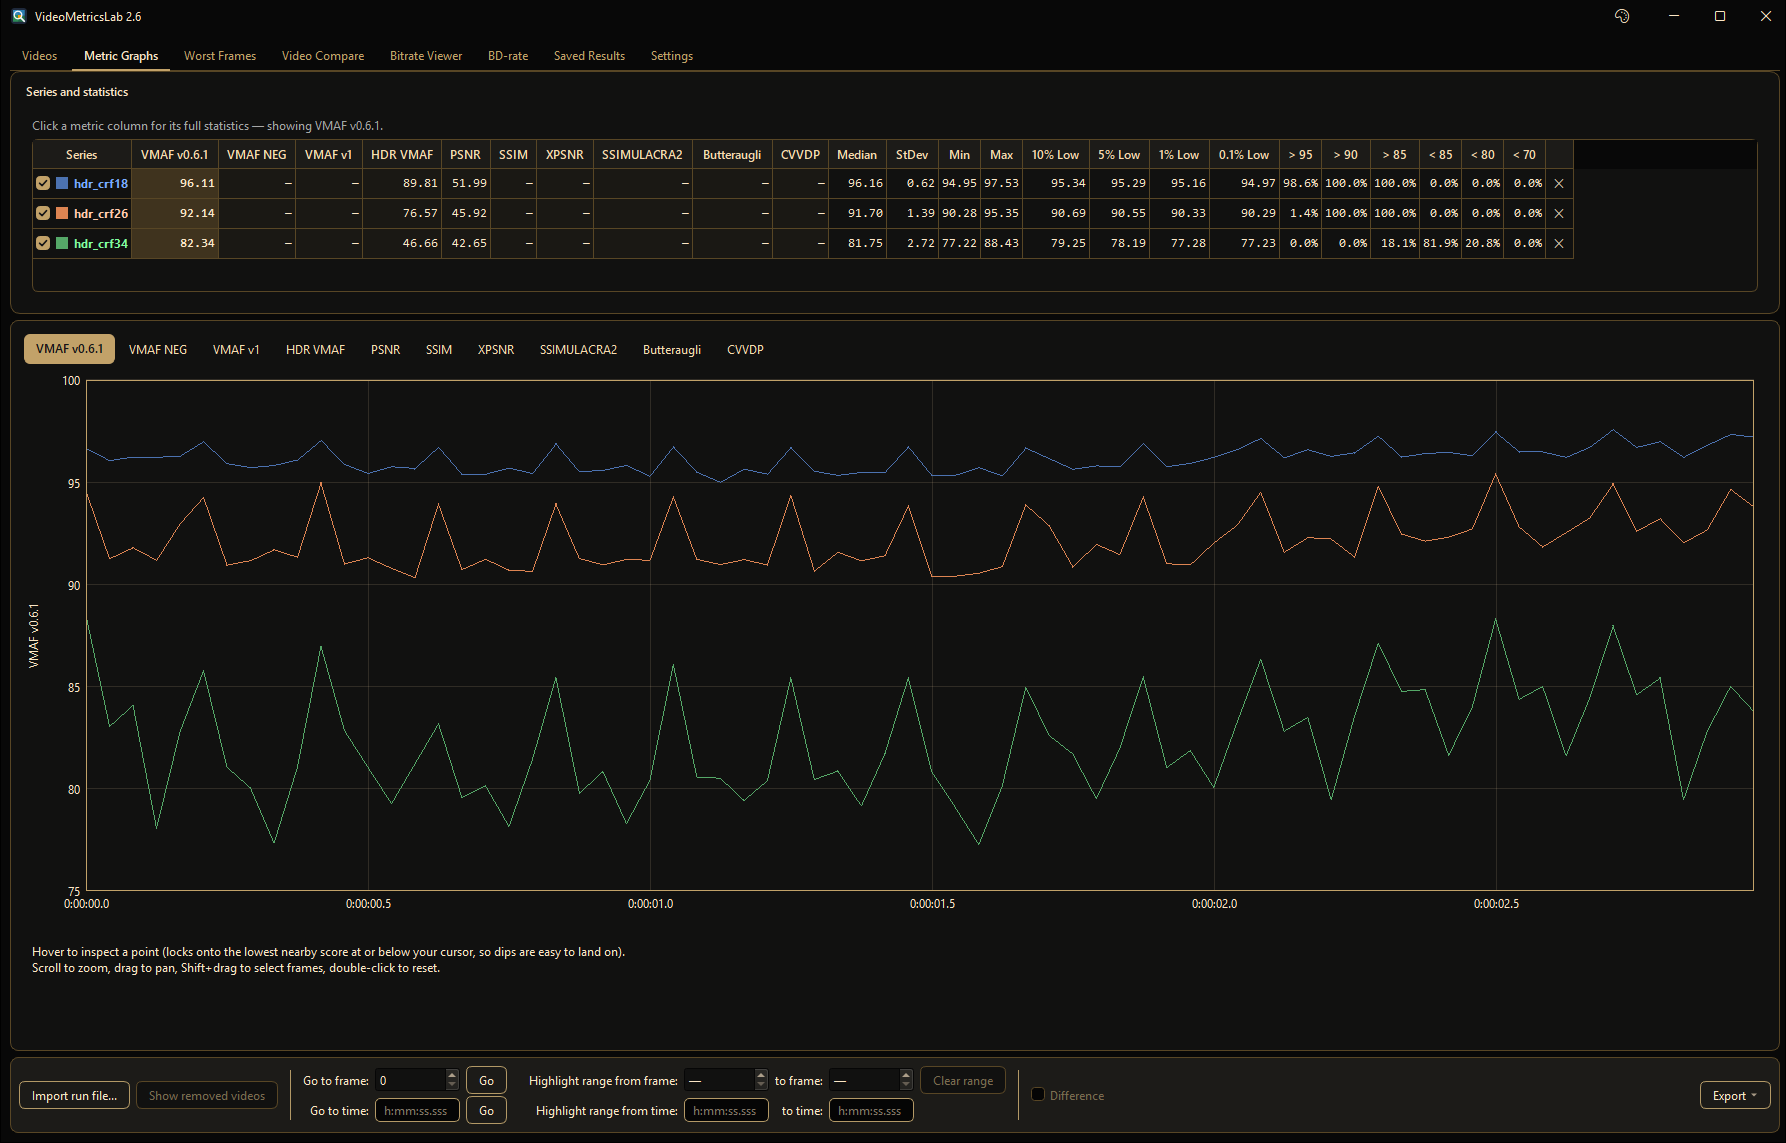 VideoMetricsLab 2.6
Videos Metric Graphs Worst Frames Video Compare Bitrate Viewer BD-rate Saved Results Settings
Series and statistics
Click a metric column for its full statistics — showing VMAF v0.6.1.
Series VMAF v0.6.1 VMAF NEG VMAF v1 HDR VMAF PSNR SSIM XPSNR SSIMULACRA2 Butteraugli CVVDP Median StDev Min Max 10% Low 5% Low 1% Low 0.1% Low > 95 > 90 > 85 < 85 < 80 < 70
hdr_crf18 96.11 — — 89.81 51.99 — — — — — 96.16 0.62 94.95 97.53 95.34 95.29 95.16 94.97 98.6% 100.0% 100.0% 0.0% 0.0% 0.0%
hdr_crf26 92.14 — — 76.57 45.92 — — — — — 91.70 1.39 90.28 95.35 90.69 90.55 90.33 90.29 1.4% 100.0% 100.0% 0.0% 0.0% 0.0%
hdr_crf34 82.34 — — 46.66 42.65 — — — — — 81.75 2.72 77.22 88.43 79.25 78.19 77.28 77.23 0.0% 0.0% 18.1% 81.9% 20.8% 0.0%
VMAF v0.6.1 VMAF NEG VMAF v1 HDR VMAF PSNR SSIM XPSNR SSIMULACRA2 Butteraugli CVVDP
100
95
90
VMAF v0.6.1
85
80
75
0:00:00.0 0:00:00.5 0:00:01.0 0:00:01.5 0:00:02.0 0:00:02.5
Hover to inspect a point (locks onto the lowest nearby score at or below your cursor, so dips are easy to land on).
Scroll to zoom, drag to pan, Shift+drag to select frames, double-click to reset.
Import run file... Show removed videos
Go to frame: 0 Go Highlight range from frame: — to frame: — Clear range
Go to time: h:mm:ss.sss Go Highlight range from time: h:mm:ss.sss to time: h:mm:ss.sss
Difference
Export